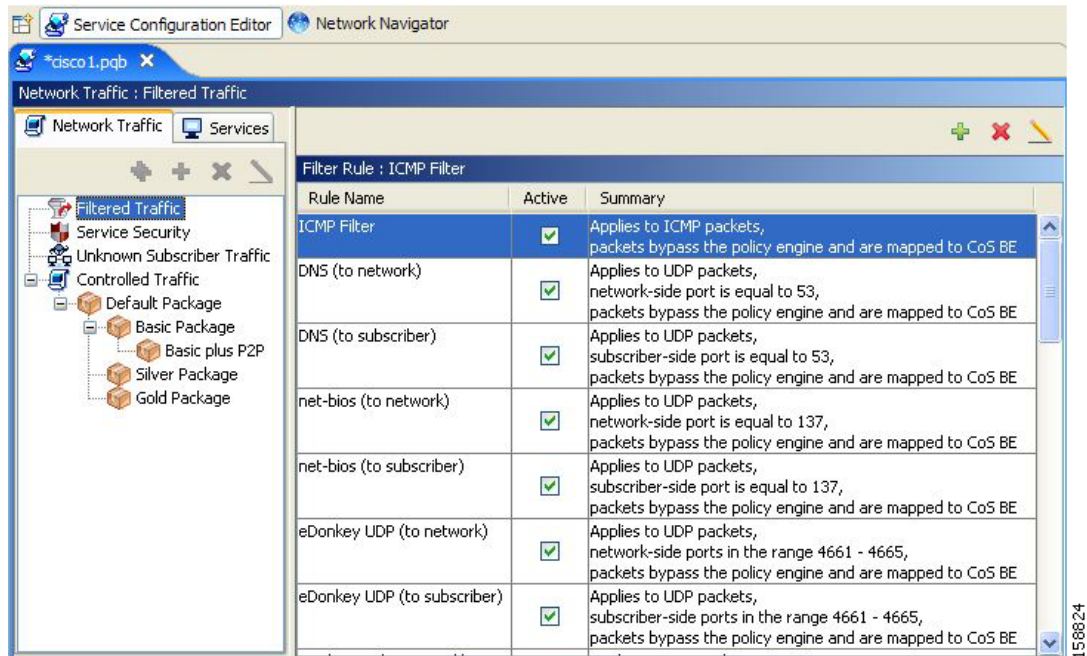 Service Configuration Editor
Network Navigator
*cisco1.pqb
Network Traffic : Filtered Traffic
Network Traffic
Services
Filtered Traffic
Service Security
Unknown Subscriber Traffic
Controlled Traffic
Default Package
Basic Package
Basic plus P2P
Silver Package
Gold Package
Filter Rule : ICMP Filter
Rule Name Active Summary
ICMP Filter
Applies to ICMP packets,
packets bypass the policy engine and are mapped to CoS BE
DNS (to network)
Applies to UDP packets,
network-side port is equal to 53,
packets bypass the policy engine and are mapped to CoS BE
DNS (to subscriber)
Applies to UDP packets,
subscriber-side port is equal to 53,
packets bypass the policy engine and are mapped to CoS BE
net-bios (to network)
Applies to UDP packets,
network-side port is equal to 137,
packets bypass the policy engine and are mapped to CoS BE
net-bios (to subscriber)
Applies to UDP packets,
subscriber-side port is equal to 137,
packets bypass the policy engine and are mapped to CoS BE
eDonkey UDP (to network)
Applies to UDP packets,
network-side ports in the range 4661 - 4665,
packets bypass the policy engine and are mapped to CoS BE
eDonkey UDP (to subscriber)
Applies to UDP packets,
subscriber-side ports in the range 4661 - 4665,
packets bypass the policy engine and are mapped to CoS BE
158824